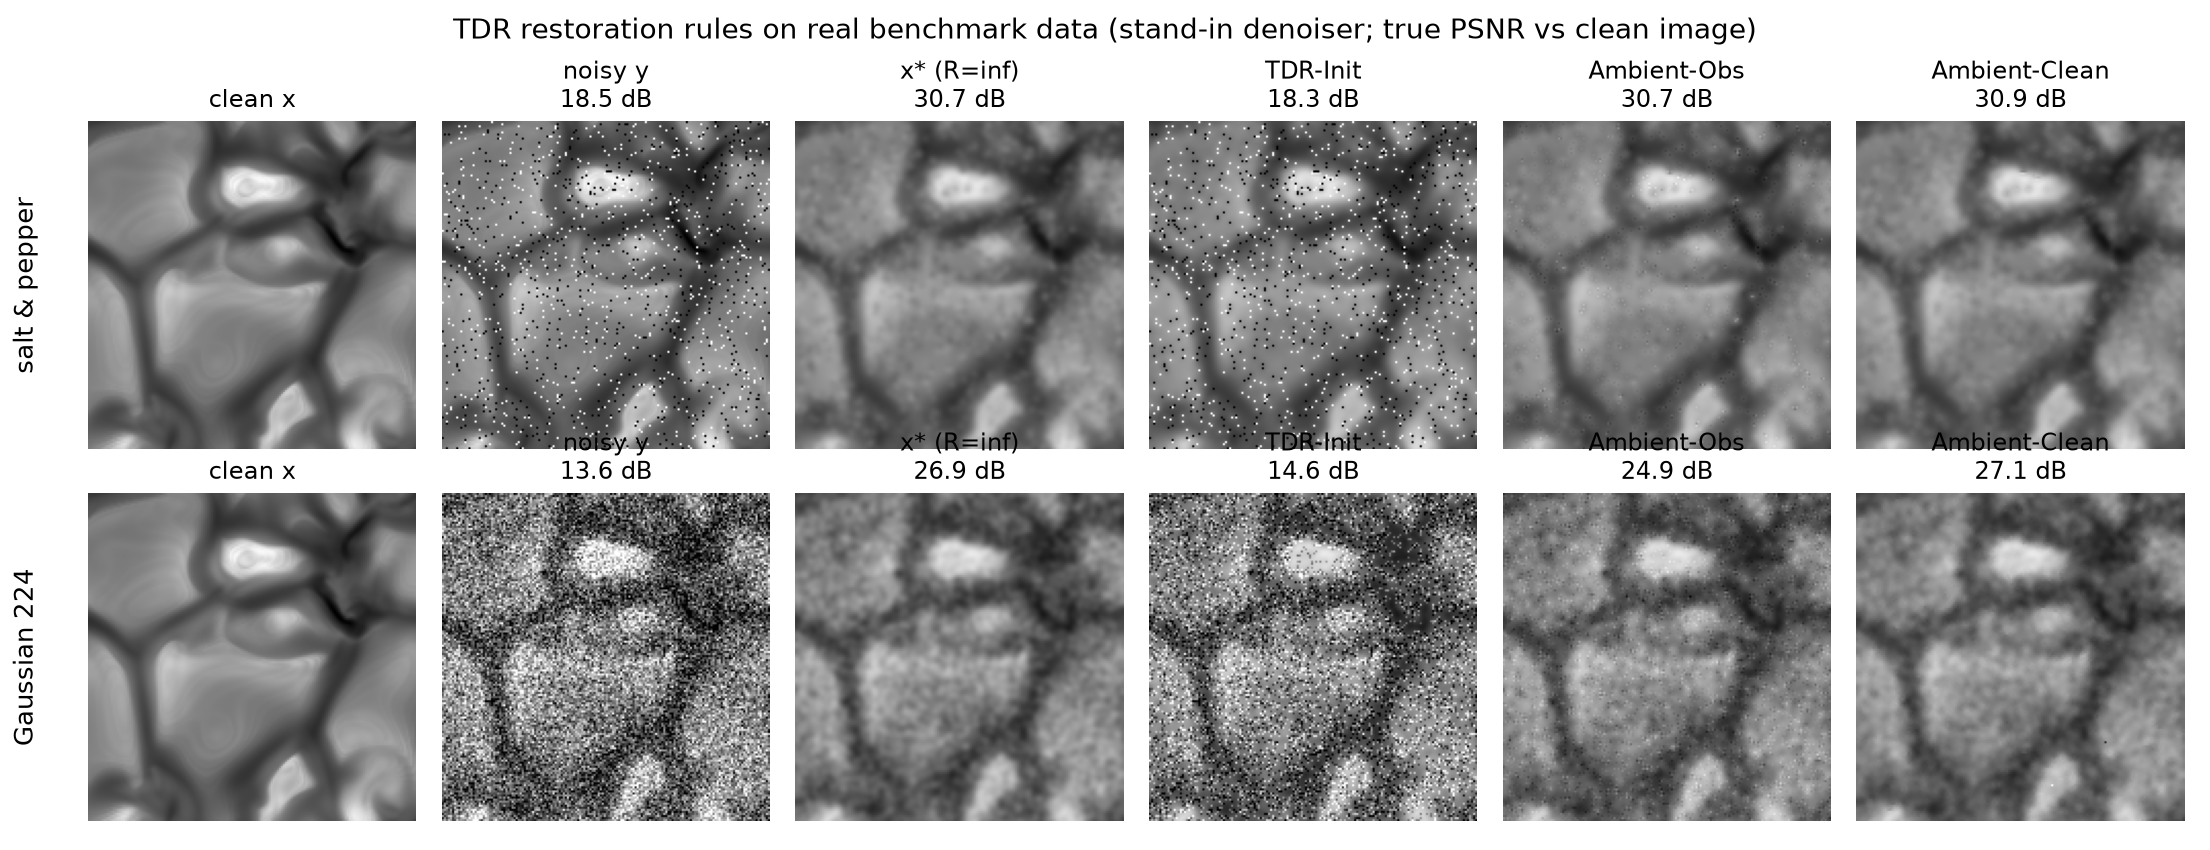 TDR restoration rules on real benchmark data (stand-in denoiser; true PSNR vs clean image)
clean x
noisy y
18.5 dB
x* (R=inf)
30.7 dB
TDR-Init
18.3 dB
Ambient-Obs
30.7 dB
Ambient-Clean
30.9 dB
salt & pepper
clean x
noisy y
13.6 dB
x* (R=inf)
26.9 dB
TDR-Init
14.6 dB
Ambient-Obs
24.9 dB
Ambient-Clean
27.1 dB
Gaussian 224